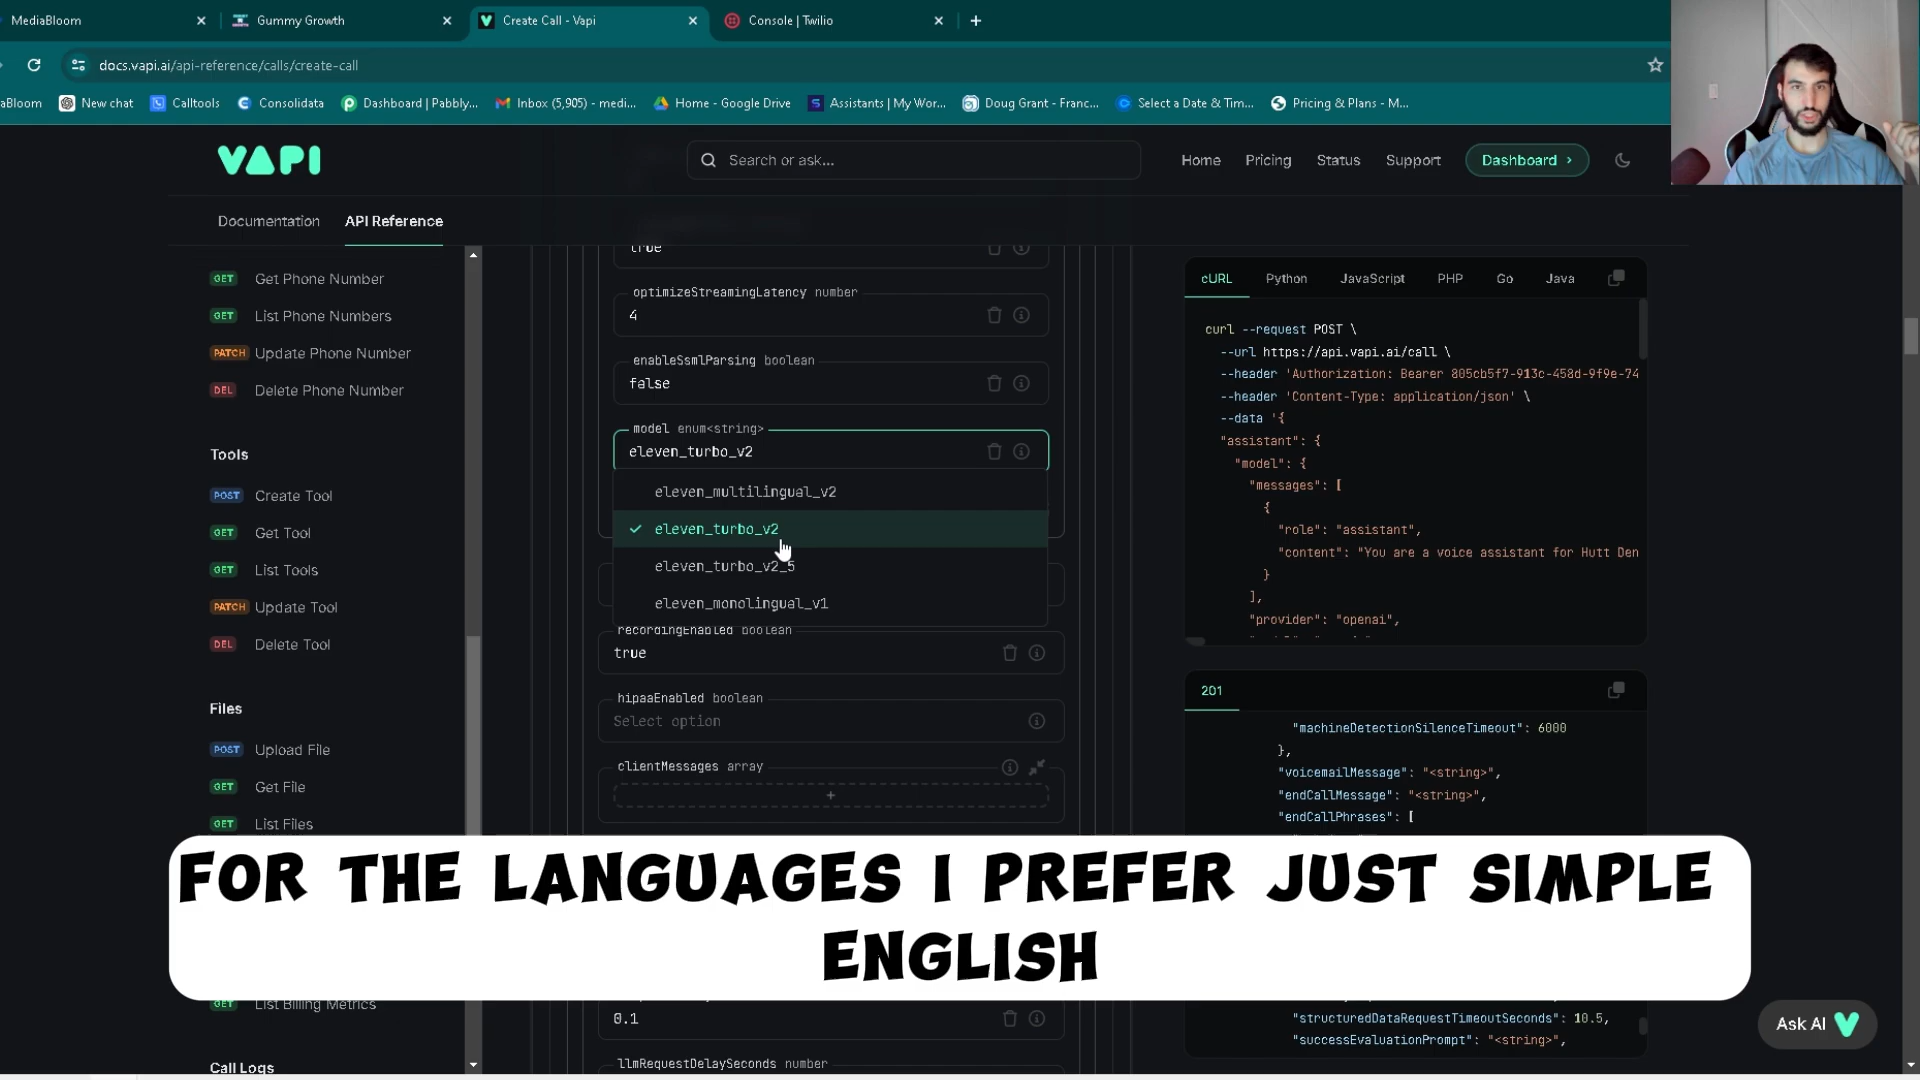 MediaBloom
Gummy Growth
Create Call - Vapi
Console | Twilio
docs.vapi.ai/api-reference/calls/create-call
aBloom
New chat
Calltools
Consolidata
Dashboard | Pabbly...
Inbox (5,905) - medi...
Home - Google Drive
Assistants | My Wor...
Doug Grant - Franc...
Select a Date & Tim...
Pricing & Plans - M...
VAPI
Search or ask...
Home
Pricing
Status
Support
Dashboard
Documentation
API Reference
GET Get Phone Number
GET List Phone Numbers
PATCH Update Phone Number
DEL Delete Phone Number
Tools
POST Create Tool
GET Get Tool
GET List Tools
PATCH Update Tool
DEL Delete Tool
Files
POST Upload File
GET Get File
GET List Files
GET List Billing Metrics
Call Logs
true
optimizeStreamingLatency number
4
enableSsmlParsing boolean
false
model enum<string>
eleven_turbo_v2
eleven_multilingual_v2
eleven_turbo_v2
eleven_turbo_v2_5
eleven_monolingual_v1
recordingEnabled boolean
true
hipaaEnabled boolean
Select option
clientMessages array
+
0.1
llmRequestDelaySeconds number
cURL
Python
JavaScript
PHP
Go
Java
curl --request POST \
--url https://api.vapi.ai/call \
--header 'Authorization: Bearer 805cb5f7-913c-458d-9f9e-74
--header 'Content-Type: application/json' \
--data '{
"assistant": {
"model": {
"messages": [
{
"role": "assistant",
"content": "You are a voice assistant for Hutt Den
}
],
"provider": "openai",
201
"machineDetectionSilenceTimeout": 6000
},
"voicemailMessage": "<string>",
"endCallMessage": "<string>",
"endCallPhrases": [
"structuredDataRequestTimeoutSeconds": 10.5,
"successEvaluationPrompt": "<string>",
FOR THE LANGUAGES I PREFER JUST SIMPLE
ENGLISH
Ask AI